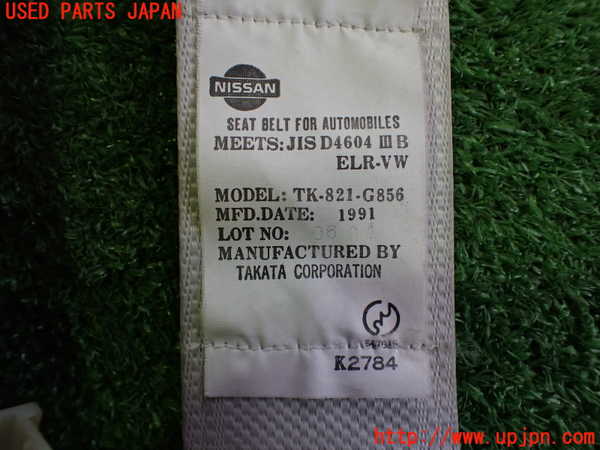 USED PARTS JAPAN
NISSAN
SEAT BELT FOR AUTOMOBILES
MEETS: JIS D4604 III B
ELR-VW
MODEL: TK-821-G856
MFD.DATE: 1991
LOT NO:
MANUFACTURED BY
TAKATA CORPORATION
K2784
http://www.upjpn.com